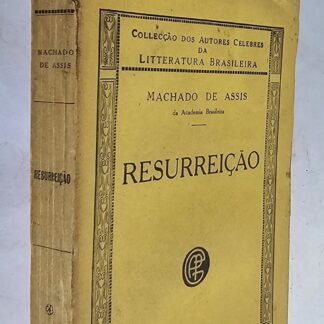 MACHADO
DE ASSIS
RESURREIÇÃO
COLLECÇÃO DOS AUTORES CELEBRES
DA
LITTERATURA BRASILEIRA
MACHADO DE ASSIS
da Academia Brasileira
RESURREIÇÃO